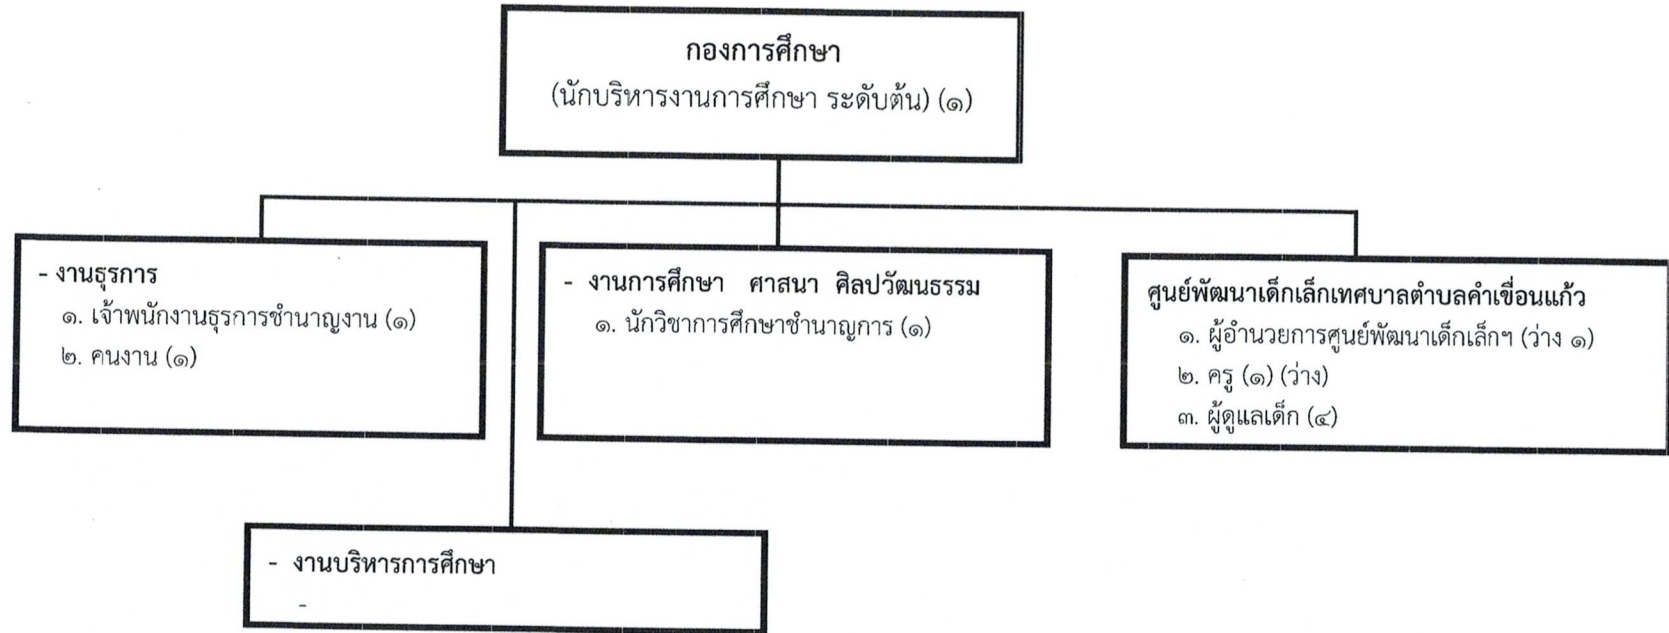 กองการศึกษา
(นักบริหารงานการศึกษา ระดับต้น) (๑)
- งานธุรการ
๑. เจ้าพนักงานธุรการชำนาญงาน (๑)
๒. คนงาน (๑)
- งานการศึกษา ศาสนา ศิลปวัฒนธรรม
๑. นักวิชาการศึกษาชำนาญการ (๑)
ศูนย์พัฒนาเด็กเล็กเทศบาลตำบลคำเขื่อนแก้ว
๑. ผู้อำนวยการศูนย์พัฒนาเด็กเล็กฯ (ว่าง ๑)
๒. ครู (๑) (ว่าง)
๓. ผู้ดูแลเด็ก (๔)
- งานบริหารการศึกษา
-